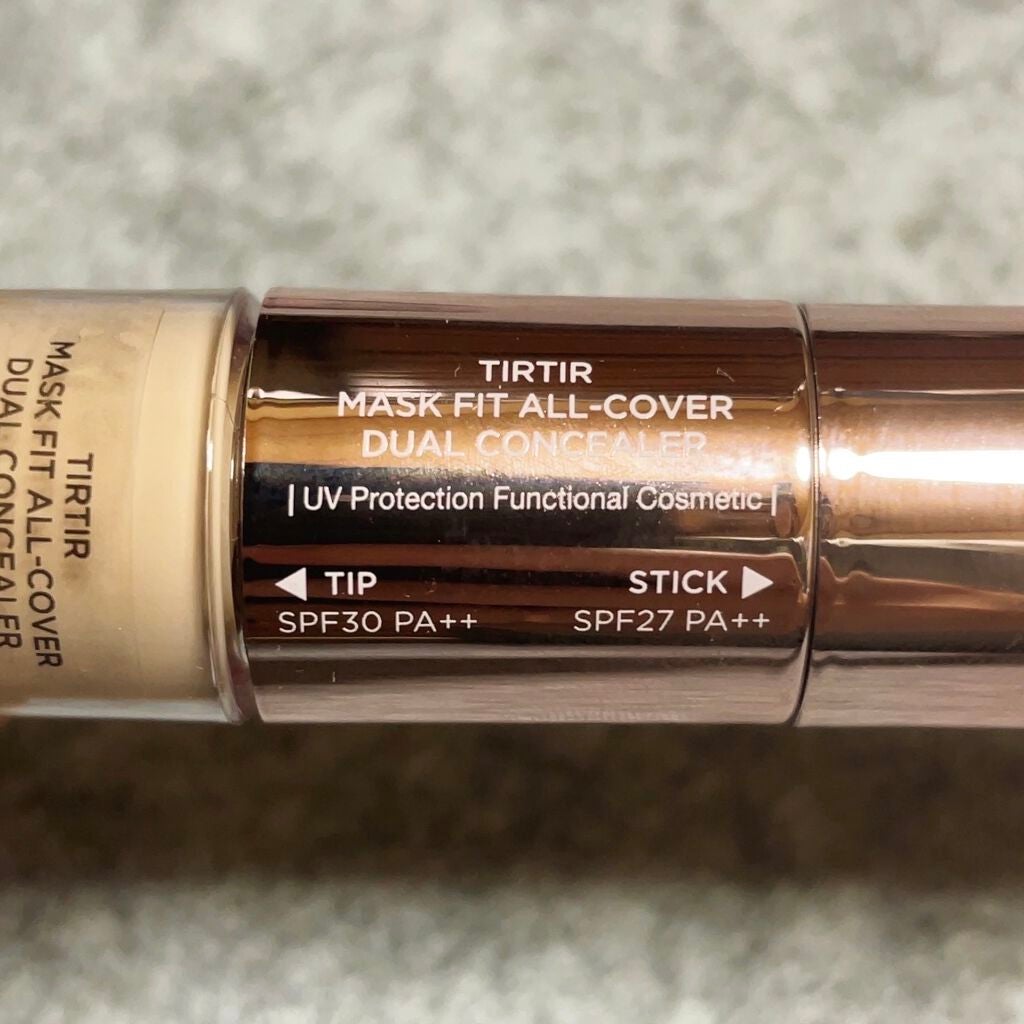 TIRTIR
MASK FIT ALL-COVER
DUAL CONCEALER
TIRTIR
MASK FIT ALL-COVER
DUAL CONCEALER
| UV Protection Functional Cosmetic |
◀ TIP STICK ▶
SPF30 PA++ SPF27 PA++